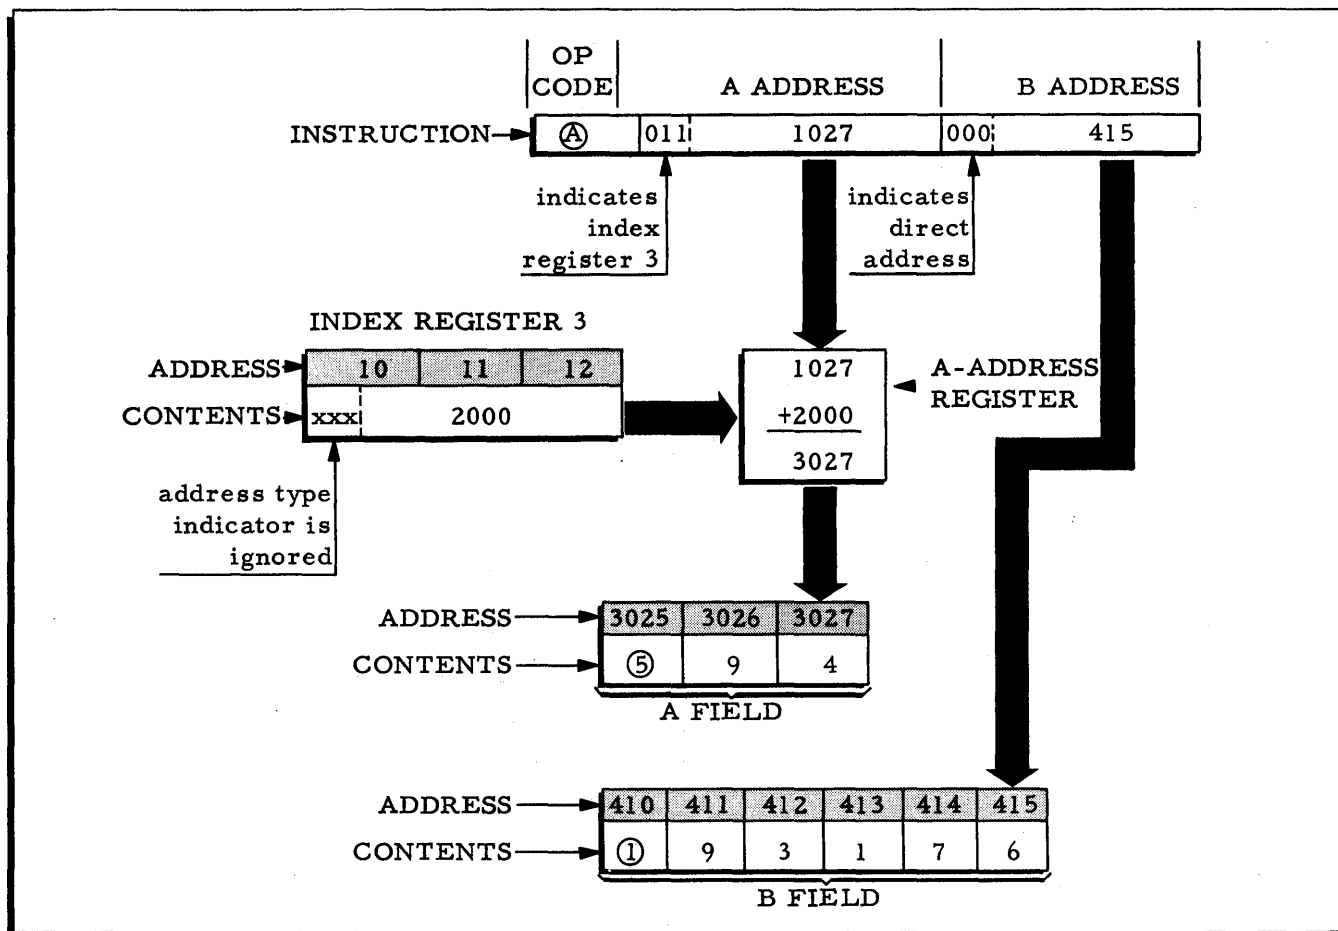 OP
CODE
A ADDRESS
B ADDRESS
INSTRUCTION
Ⓐ 011 1027 000 415
indicates
index
register 3
indicates
direct
address
INDEX REGISTER 3
ADDRESS 10 11 12
CONTENTS xxx 2000
address type
indicator is
ignored
1027
+2000
3027
A-ADDRESS
REGISTER
ADDRESS 3025 3026 3027
CONTENTS ⑤ 9 4
A FIELD
ADDRESS 410 411 412 413 414 415
CONTENTS ① 9 3 1 7 6
B FIELD